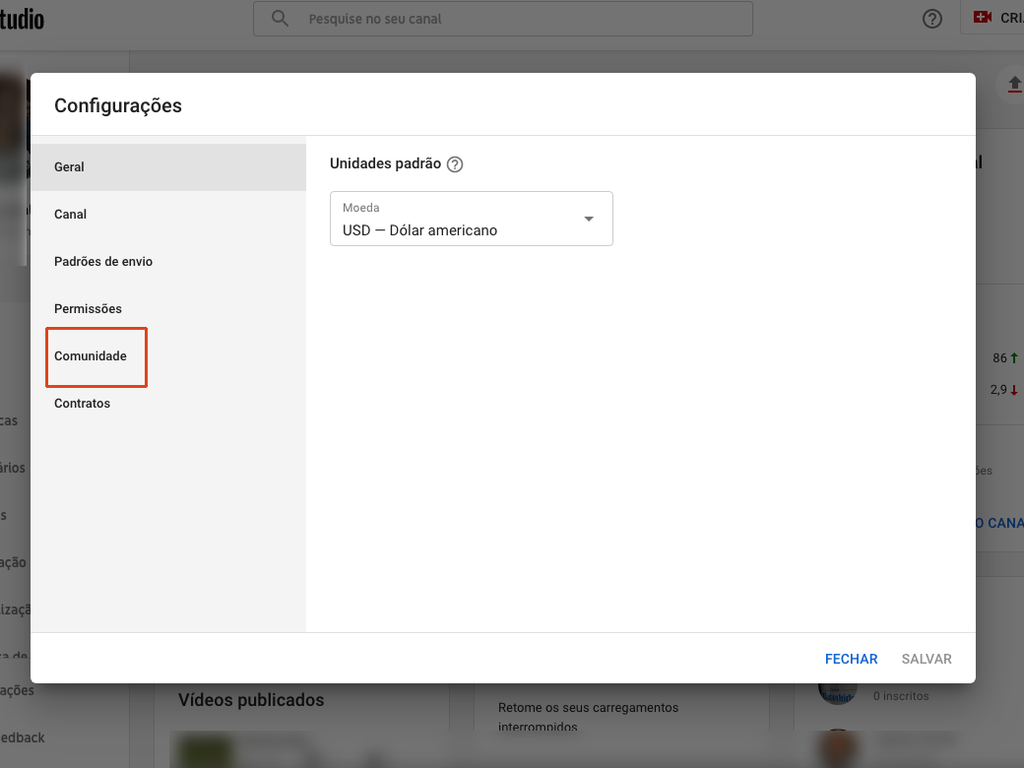 tudio
Pesquise no seu canal
CRI
Configurações
Geral
Canal
Padrões de envio
Permissões
Comunidade
Contratos
Unidades padrão
Moeda
USD — Dólar americano
86
2,9
cas
ários
s
ação
lizaçã
a de
ações
edback
l
ões
O CANA
FECHAR
SALVAR
Vídeos publicados
Retome os seus carregamentos
interrompidos
0 inscritos